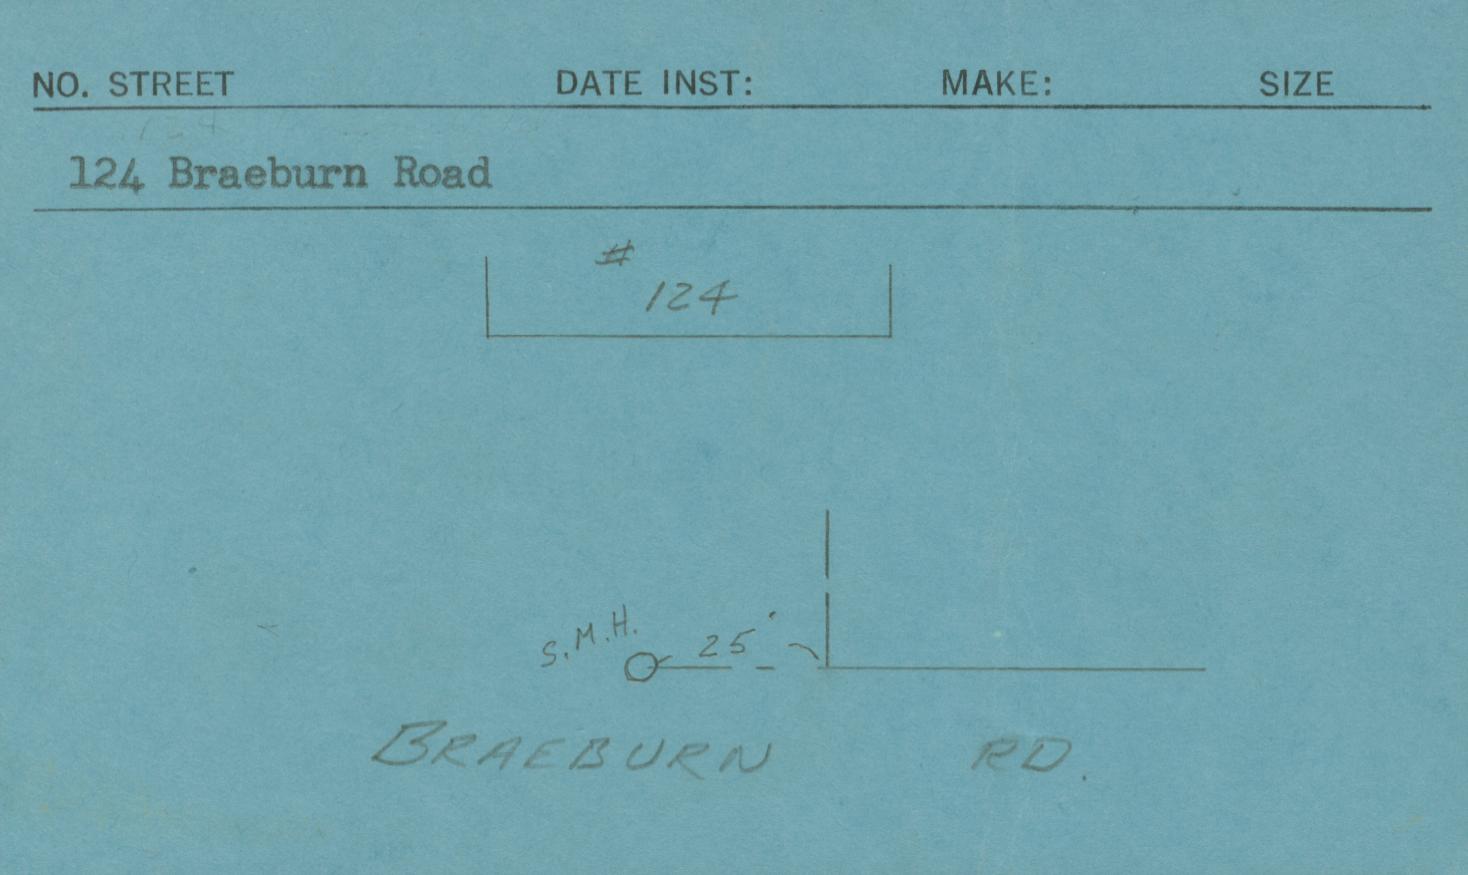 NO. STREET DATE INST: MAKE: SIZE
124 Braeburn Road
#
124
S.M.H. 25'
BRAEBURN RD.